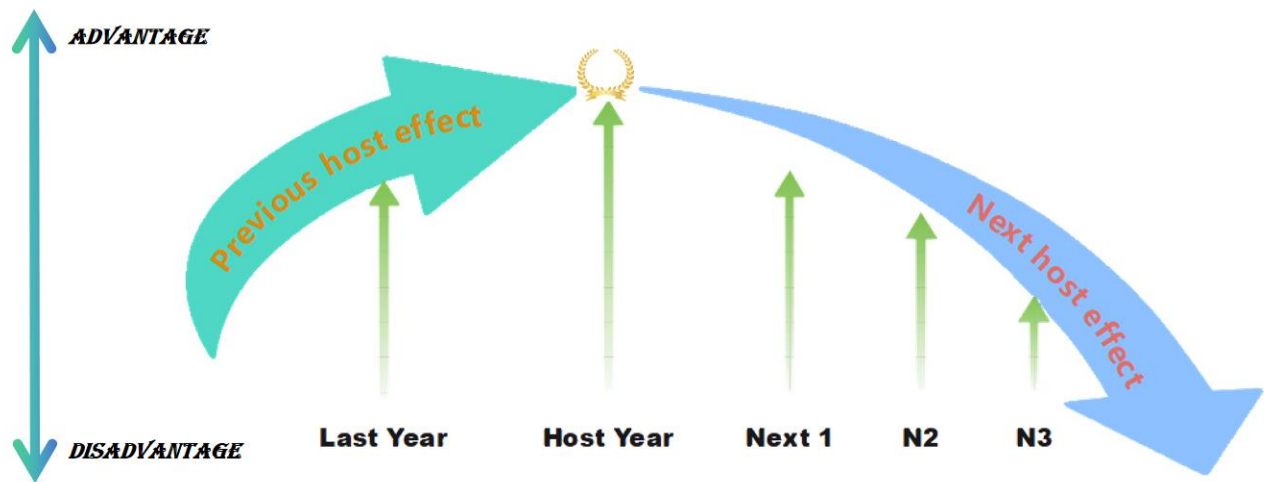 ADVANTAGE
Previous host effect
Next host effect
Last Year
Host Year
Next 1
N2
N3
DISADVANTAGE